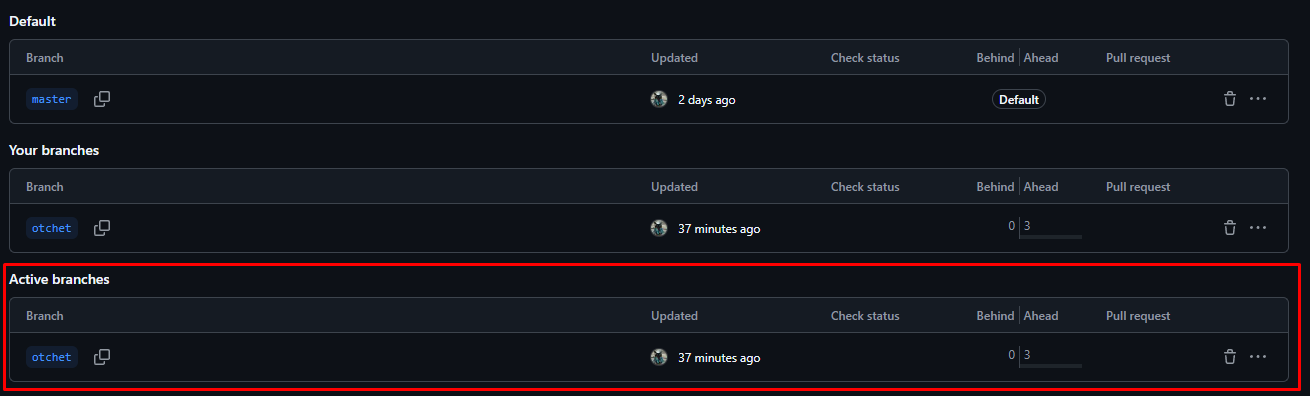 Default
Branch Updated Check status Behind Ahead Pull request
master 2 days ago Default
Your branches
Branch Updated Check status Behind Ahead Pull request
otchet 37 minutes ago 0 3
Active branches
Branch Updated Check status Behind Ahead Pull request
otchet 37 minutes ago 0 3